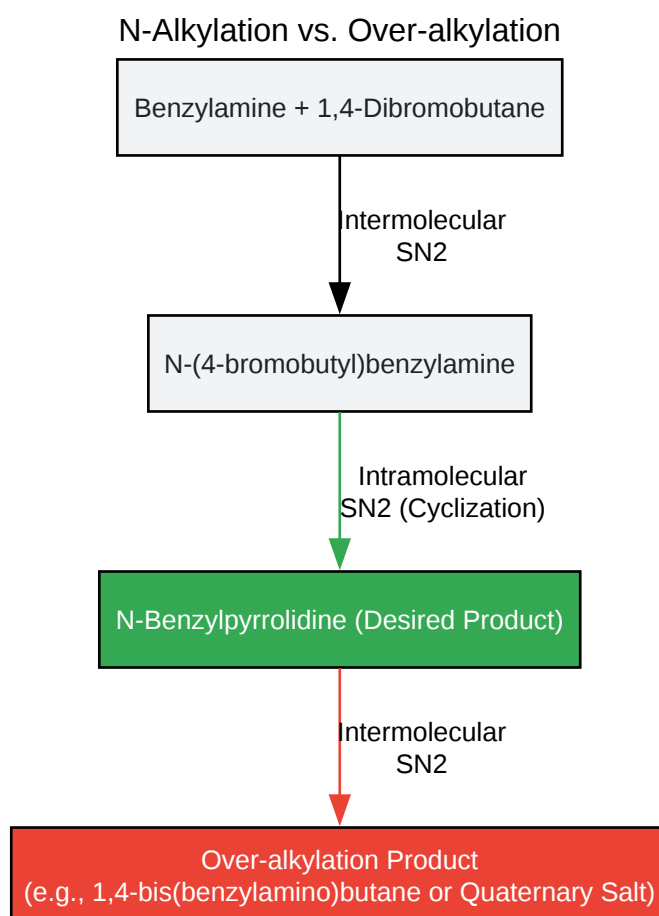 N-Alkylation vs. Over-alkylation
Benzylamine + 1,4-Dibromobutane
Intermolecular
SN2
N-(4-bromobutyl)benzylamine
Intramolecular
SN2 (Cyclization)
N-Benzylpyrrolidine (Desired Product)
Intermolecular
SN2
Over-alkylation Product
(e.g., 1,4-bis(benzylamino)butane or Quaternary Salt)